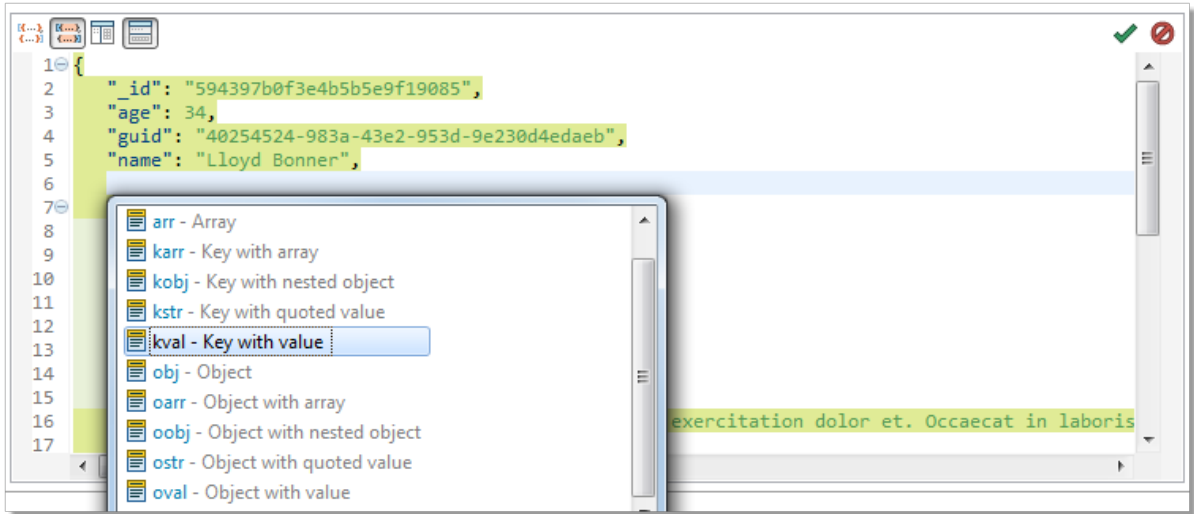 1 {
2 "_id": "594397b0f3e4b5b5e9f19085",
3 "age": 34,
4 "guid": "40254524-983a-43e2-953d-9e230d4edaeb",
5 "name": "Lloyd Bonner",
6
7
8
9
10
11
12
13
14
15
16 exercitation dolor et. Occaecat in laboris
17
arr - Array
karr - Key with array
kobj - Key with nested object
kstr - Key with quoted value
kval - Key with value
obj - Object
oarr - Object with array
oobj - Object with nested object
ostr - Object with quoted value
oval - Object with value